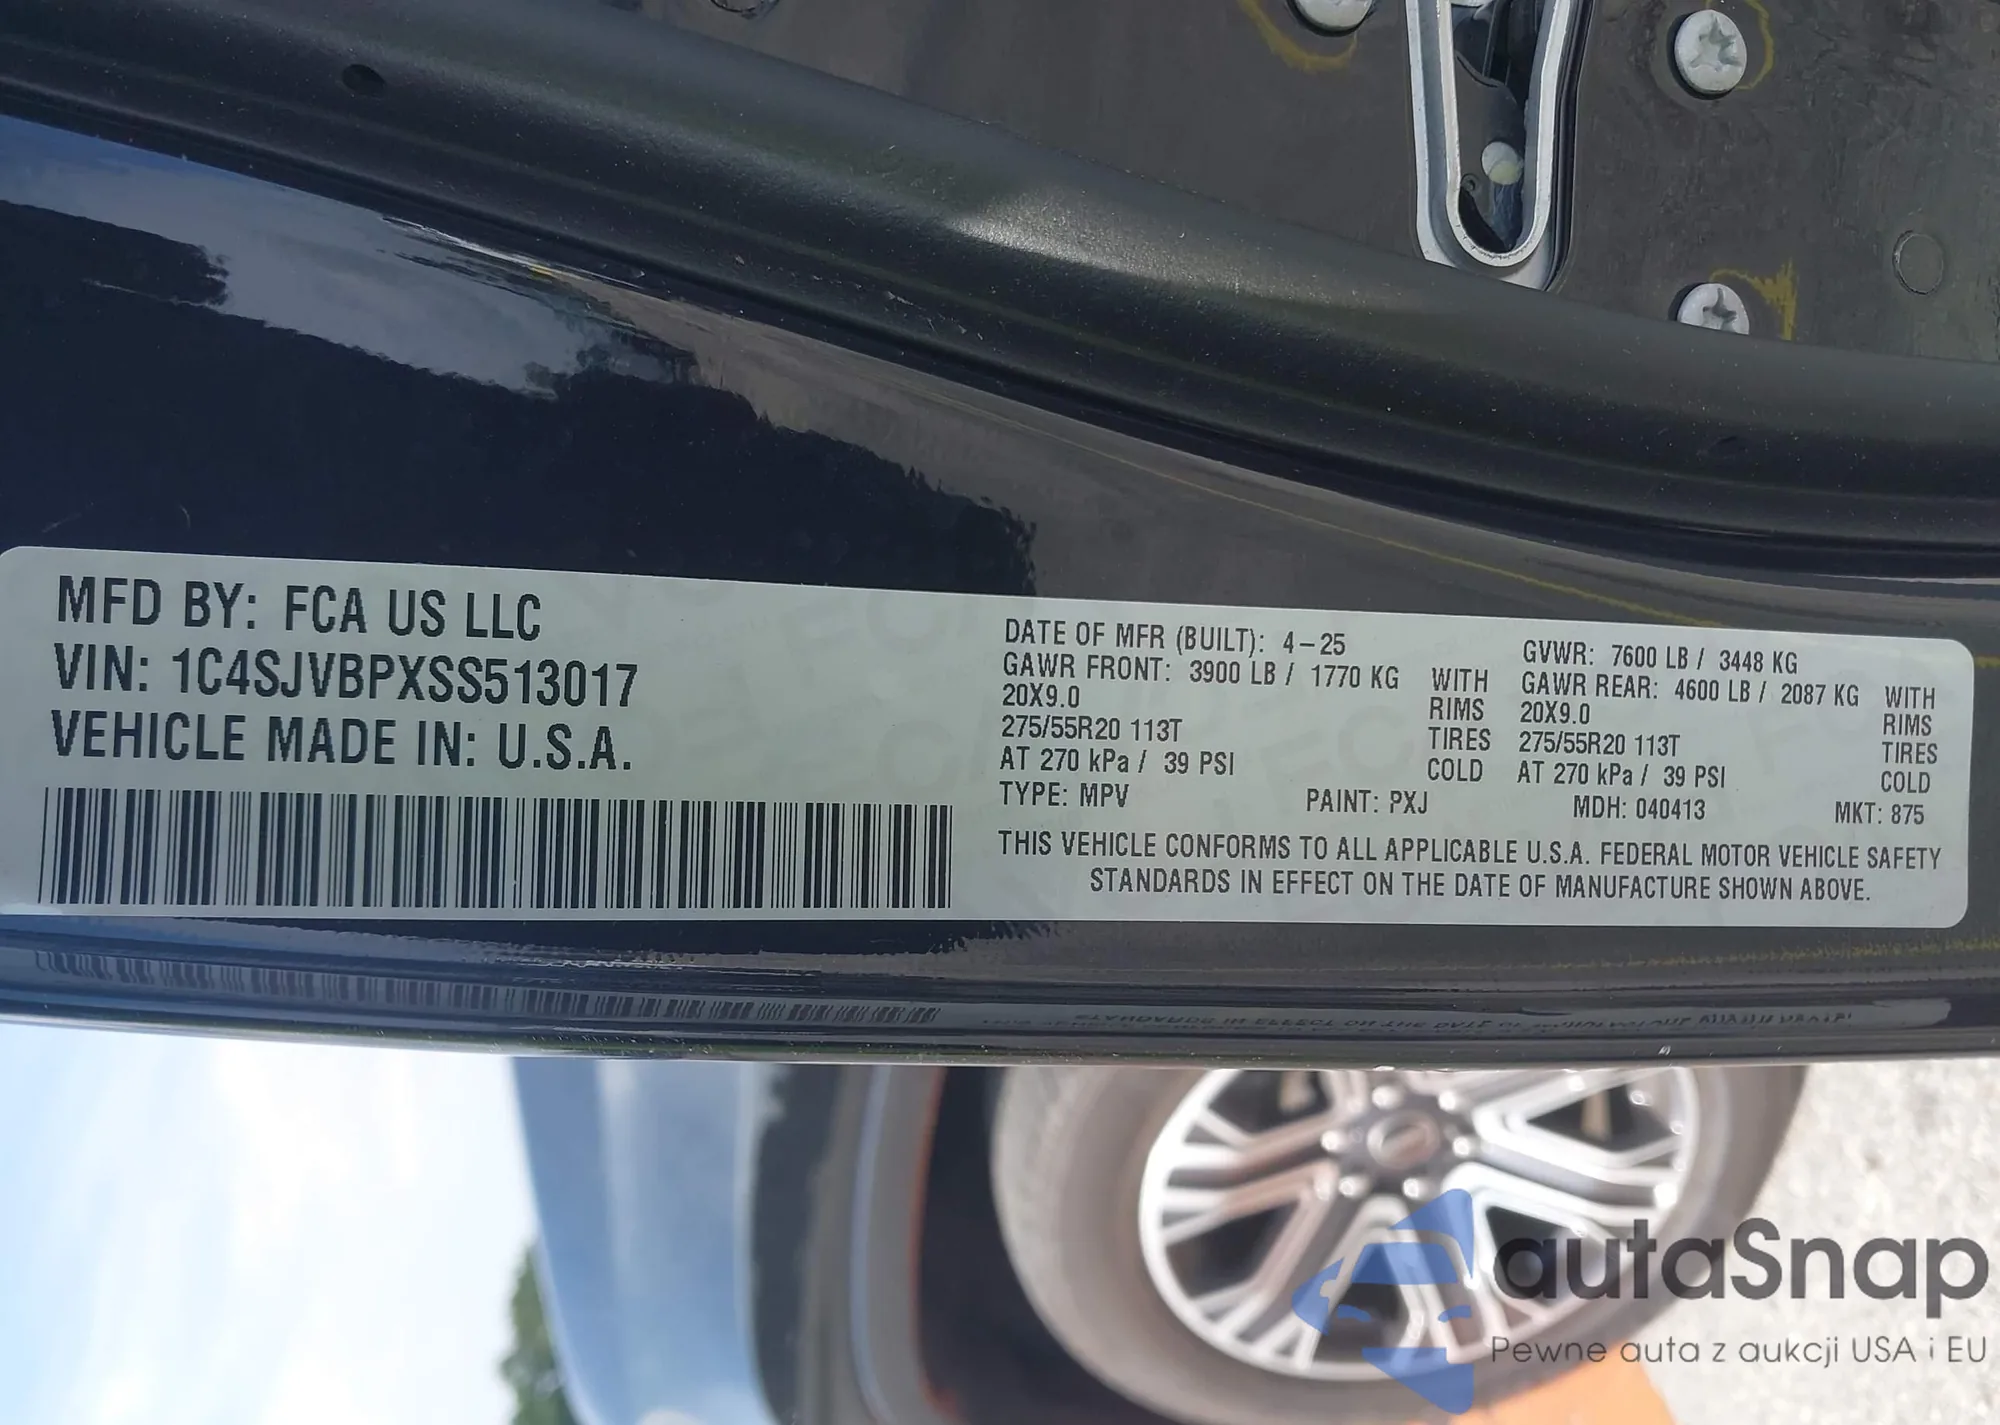 MFD BY: FCA US LLC
VIN: 1C4SJVBPXSS513017
VEHICLE MADE IN: U.S.A.
DATE OF MFR (BUILT): 4-25
GVWR: 7600 LB / 3448 KG
GAWR FRONT: 3900 LB / 1770 KG WITH
20X9.0 RIMS
275/55R20 113T TIRES
AT 270 kPa / 39 PSI COLD
GAWR REAR: 4600 LB / 2087 KG WITH
20X9.0 RIMS
275/55R20 113T TIRES
AT 270 kPa / 39 PSI COLD
TYPE: MPV PAINT: PXJ MDH: 040413 MKT: 875
THIS VEHICLE CONFORMS TO ALL APPLICABLE U.S.A. FEDERAL MOTOR VEHICLE SAFETY
STANDARDS IN EFFECT ON THE DATE OF MANUFACTURE SHOWN ABOVE.
autaSnap
Pewne auta z aukcji USA i EU